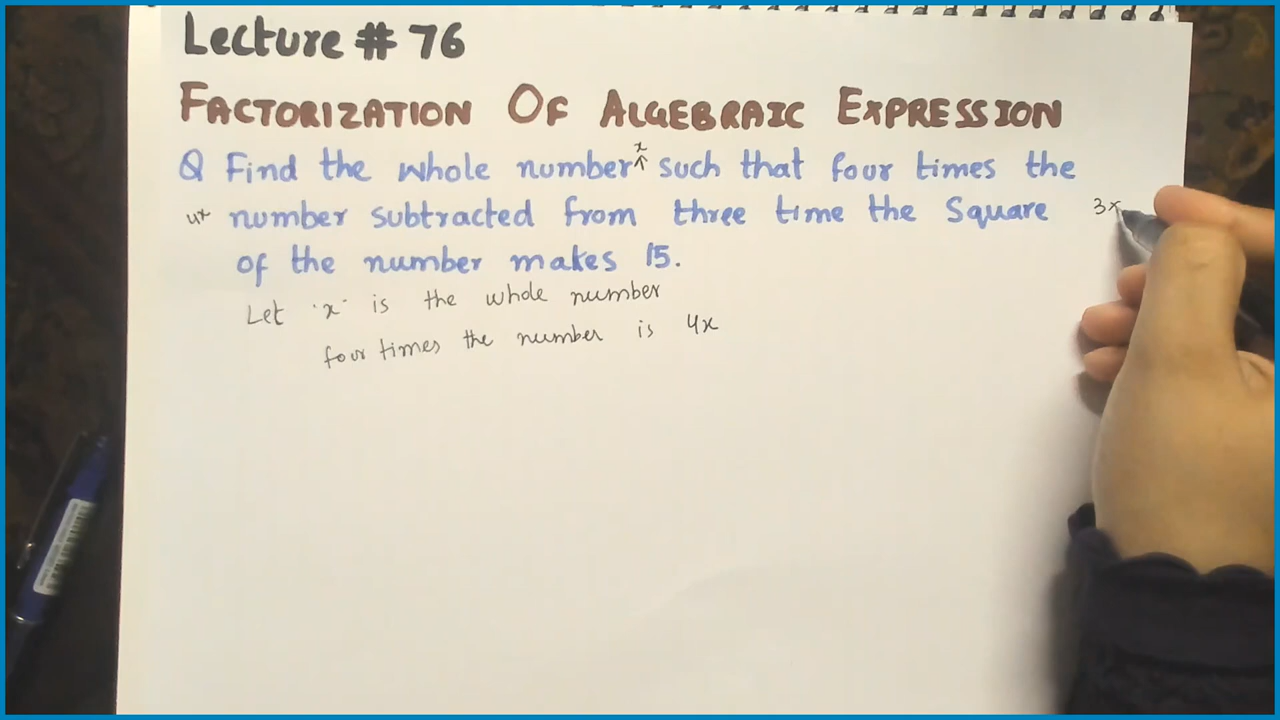 Lecture # 76
FACTORIZATION OF ALGEBRAIC EXPRESSION
x
Q Find the whole number↑ such that four times the
4x number subtracted from three time the Square 3x
of the number makes 15.
Let 'x' is the whole number
four times the number is 4x